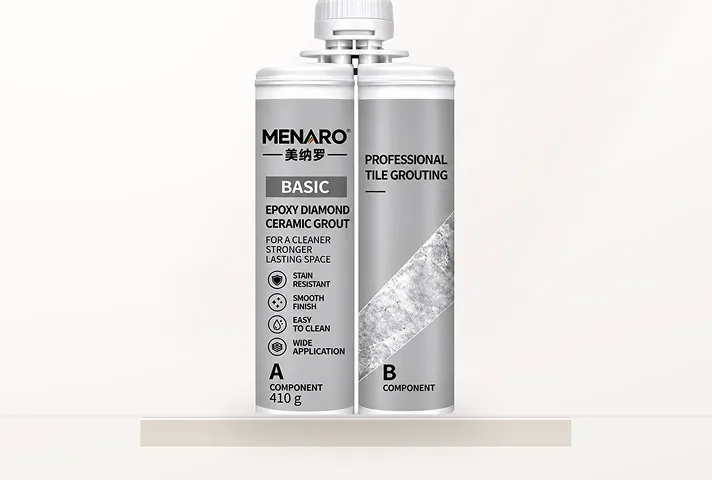 MENARO®
美纳罗
BASIC
EPOXY DIAMOND
CERAMIC GROUT
FOR A CLEANER
STRONGER
LASTING SPACE
STAIN
RESISTANT
SMOOTH
FINISH
EASY
TO CLEAN
WIDE
APPLICATION
A
COMPONENT
410 g
PROFESSIONAL
TILE GROUTING
B
COMPONENT